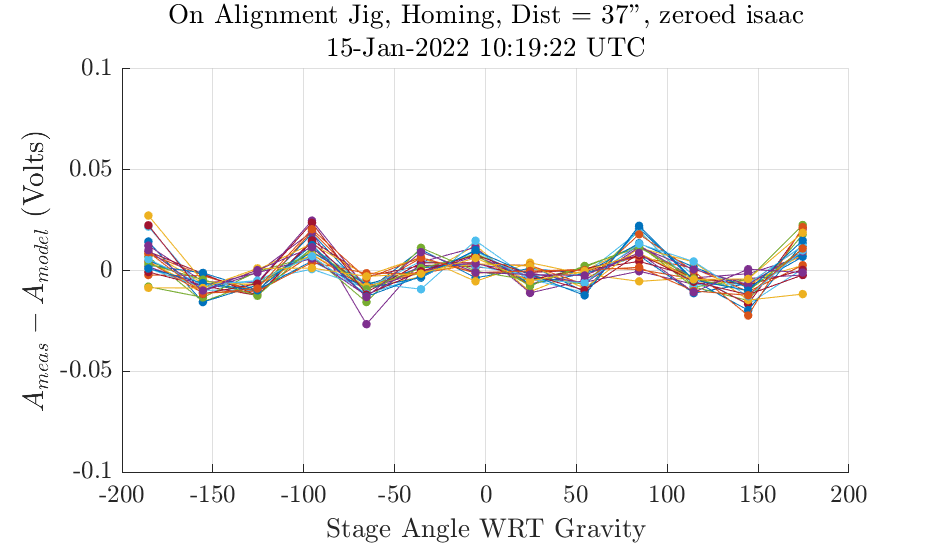 On Alignment Jig, Homing, Dist = 37", zeroed isaac
15-Jan-2022 10:19:22 UTC
0.1
0.05
0
-0.05
-0.1
A_meas − A_model (Volts)
-200 -150 -100 -50 0 50 100 150 200
Stage Angle WRT Gravity